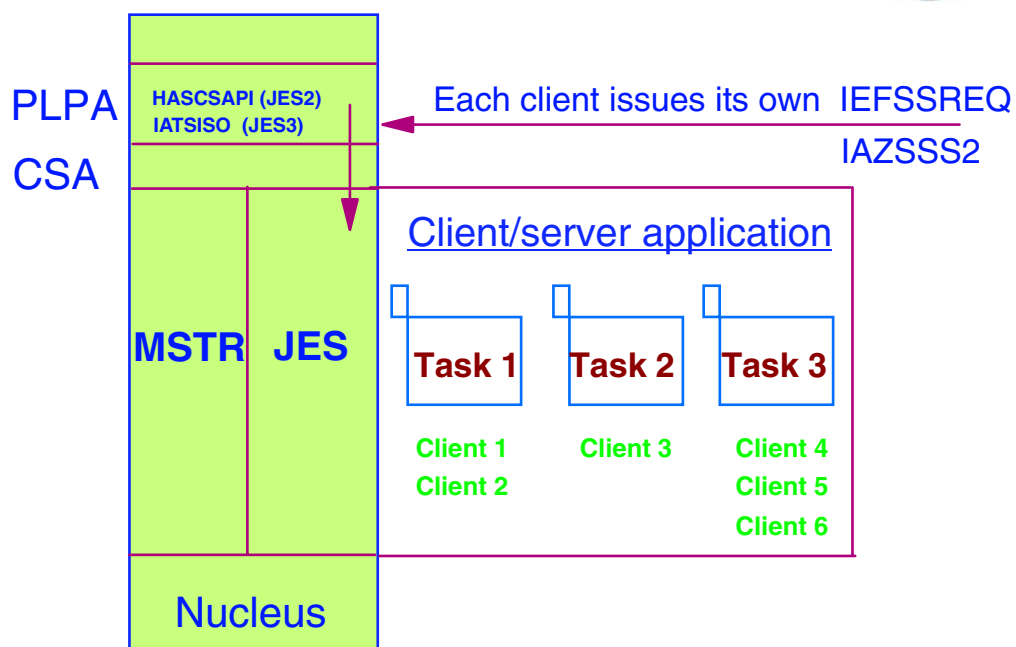 PLPA
HASCSAPI (JES2)
IATSISO (JES3)
Each client issues its own IEFSSREQ
IAZSSS2
CSA
Client/server application
MSTR
JES
Task 1
Task 2
Task 3
Client 1
Client 3
Client 4
Client 2
Client 5
Client 6
Nucleus